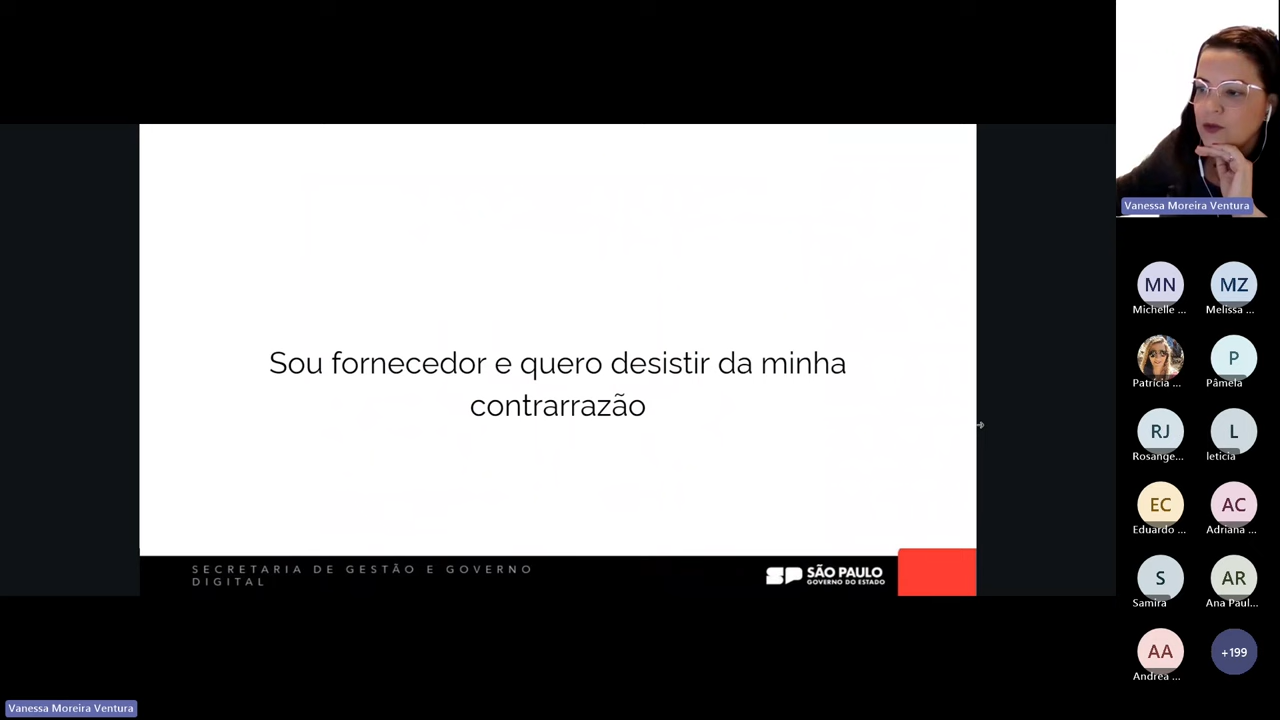 Sou fornecedor e quero desistir da minha
contrarrazão
SECRETARIA DE GESTÃO E GOVERNO
DIGITAL
SP SÃO PAULO
GOVERNO DO ESTADO
Vanessa Moreira Ventura
MN MZ
Michelle ... Melissa ...
P
Patrícia ... Pâmela
RJ L
Rosange... leticia
EC AC
Eduardo ... Adriana ...
S AR
Samira Ana Paul...
AA +199
Andrea ...
Vanessa Moreira Ventura